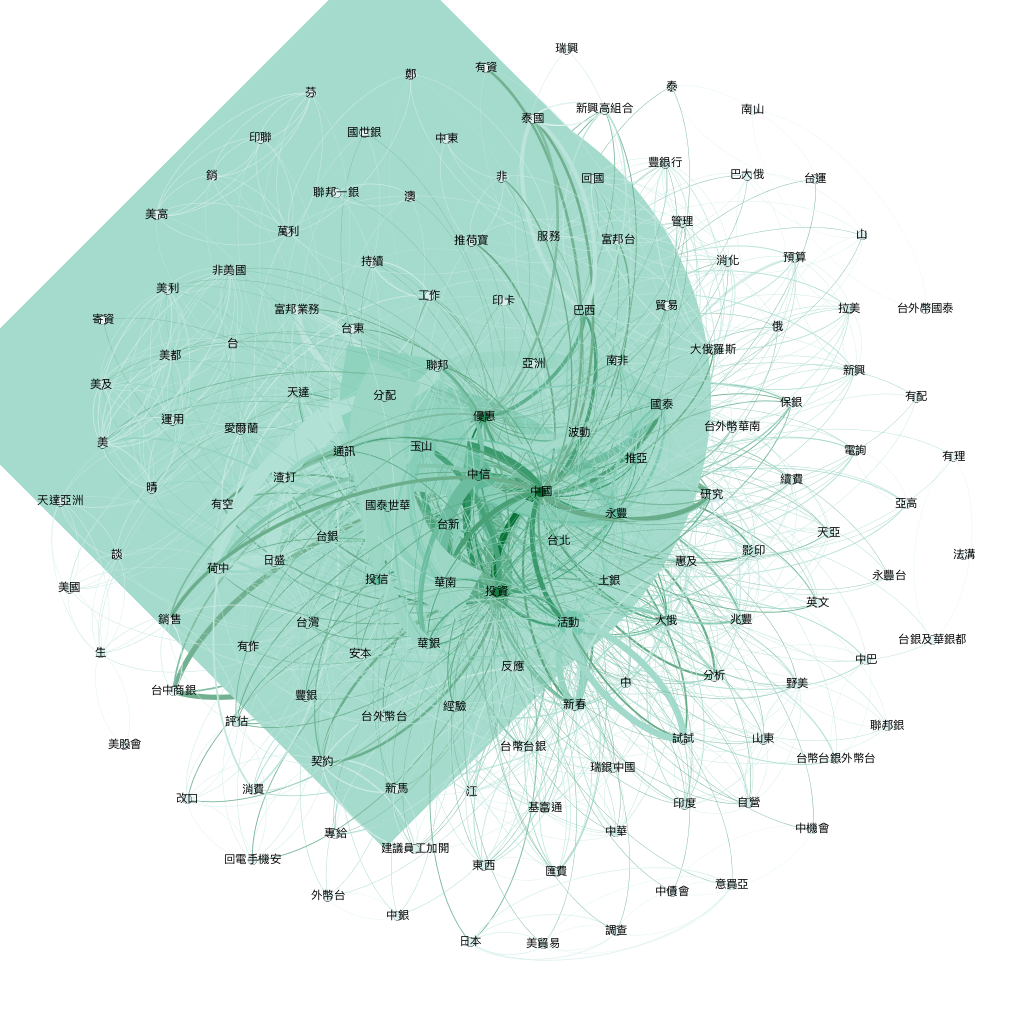 瑞興
有資
鄭
泰
芬
新興高組合
南山
泰國
國世銀
印聯
中東
豐銀行
巴大俄
台運
銷
非
回國
聯邦一銀
澳
美高
管理
萬利
推荷寶
服務
富邦台
山
消化
預算
持續
非美國
美利
工作
印卡
富邦業務
巴西
貿易
拉美
台外幣國泰
寄資
台東
俄
台
大俄羅斯
美都
聯邦
亞洲
南非
新興
美及
天達
分配
國泰
保銀
有配
運用
優惠
愛爾蘭
波動
台外幣華南
美
通訊
玉山
電詢
推亞
有理
渣打
中信
續費
晴
中國
研究
天達亞洲
有空
國泰世華
永豐
亞高
台新
天亞
台銀
台北
影印
談
法溝
日盛
惠及
荷中
投信
華南
土銀
永豐台
美國
投資
英文
銷售
台灣
活動
大俄
兆豐
有作
華銀
台銀及華銀都
生
安本
反應
中巴
分析
中
野美
台中商銀
豐銀
新春
經驗
評估
台外幣台
聯邦銀
美股會
台幣台銀
試試
山東
契約
瑞銀中國
台幣台銀外幣台
改口
消費
新馬
江
印度
自營
基富通
專給
中華
中機會
建議員工加開
回電手機安
東西
匯費
意買亞
外幣台
中債會
中銀
調查
日本
美貿易